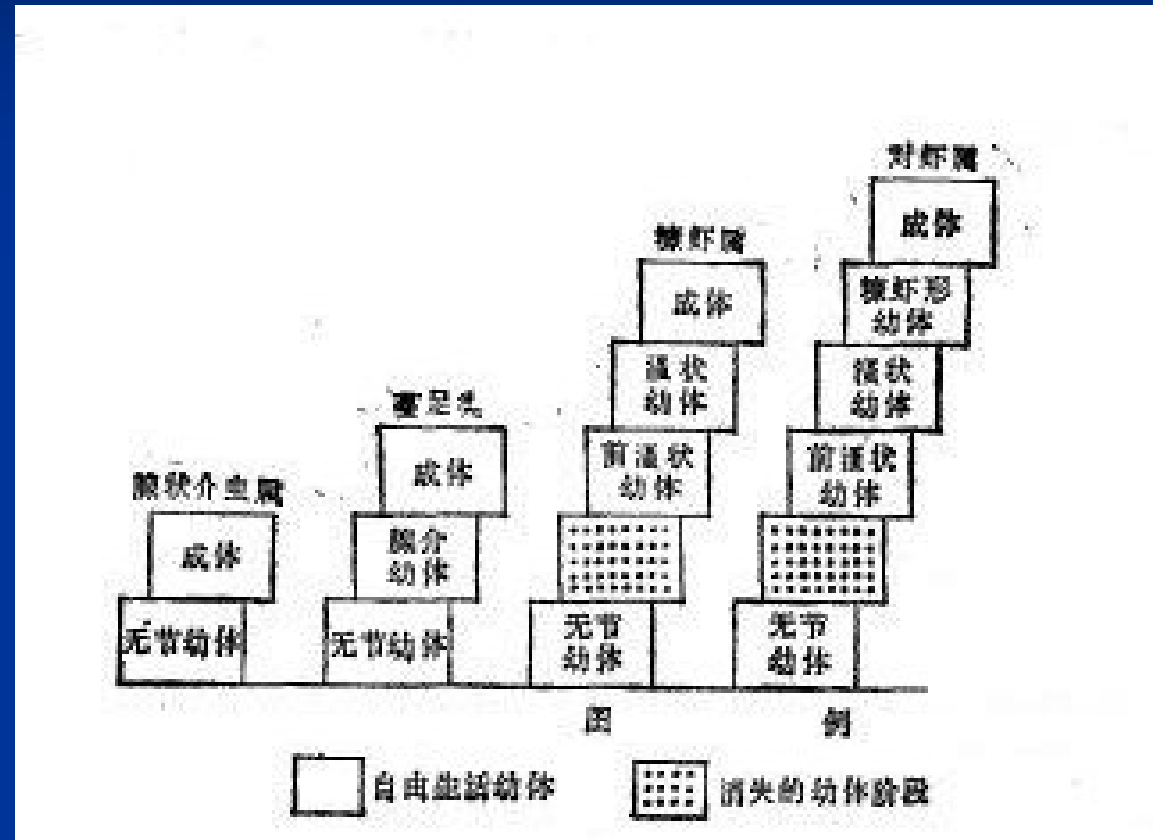 对虾属
成体
糠虾属
糠虾形
幼体
成体
溞状
幼体
溞状
幼体
蔓足类
成体
前溞状
幼体
前溞状
幼体
腺状介虫属
成体
腺介
幼体
无节幼体
无节幼体
无节
幼体
无节
幼体
图 例
自由生活幼体
消失的幼体阶段